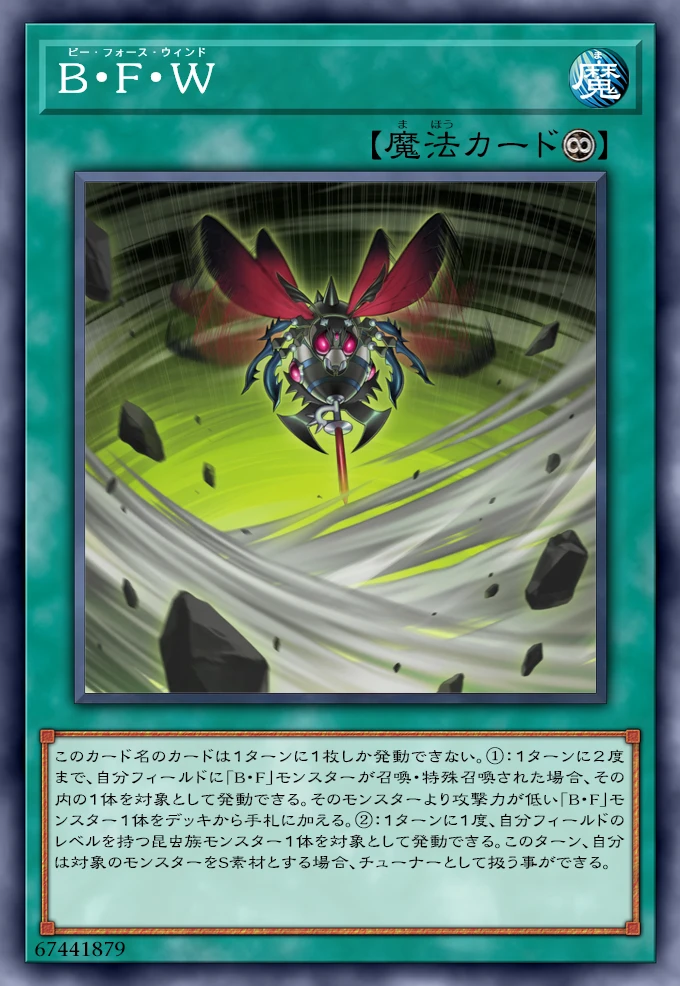 ビー・フォース・ウィンド
B・F・W
ま
魔
ま ほう
【魔法カード♾】
このカード名のカードは1ターンに1枚しか発動できない。①：1ターンに2度
まで、自分フィールドに「B・F」モンスターが召喚・特殊召喚された場合、その
内の1体を対象として発動できる。そのモンスターより攻撃力が低い「B・F」モ
ンスター1体をデッキから手札に加える。②：1ターンに1度、自分フィールドの
レベルを持つ昆虫族モンスター1体を対象として発動できる。このターン、自分
は対象のモンスターをS素材とする場合、チューナーとして扱う事ができる。
67441879